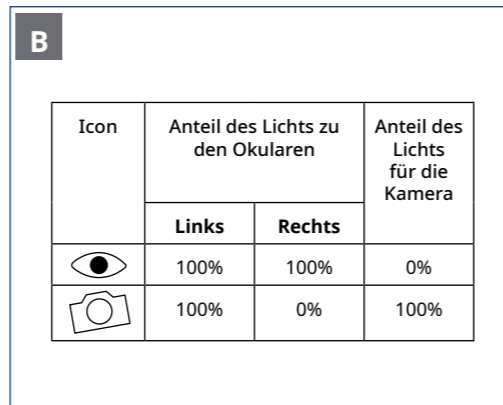 B
Icon
Anteil des Lichts zu
den Okularen
Anteil des
Lichts
für die
Kamera
Links
Rechts
100%
100%
0%
100%
0%
100%